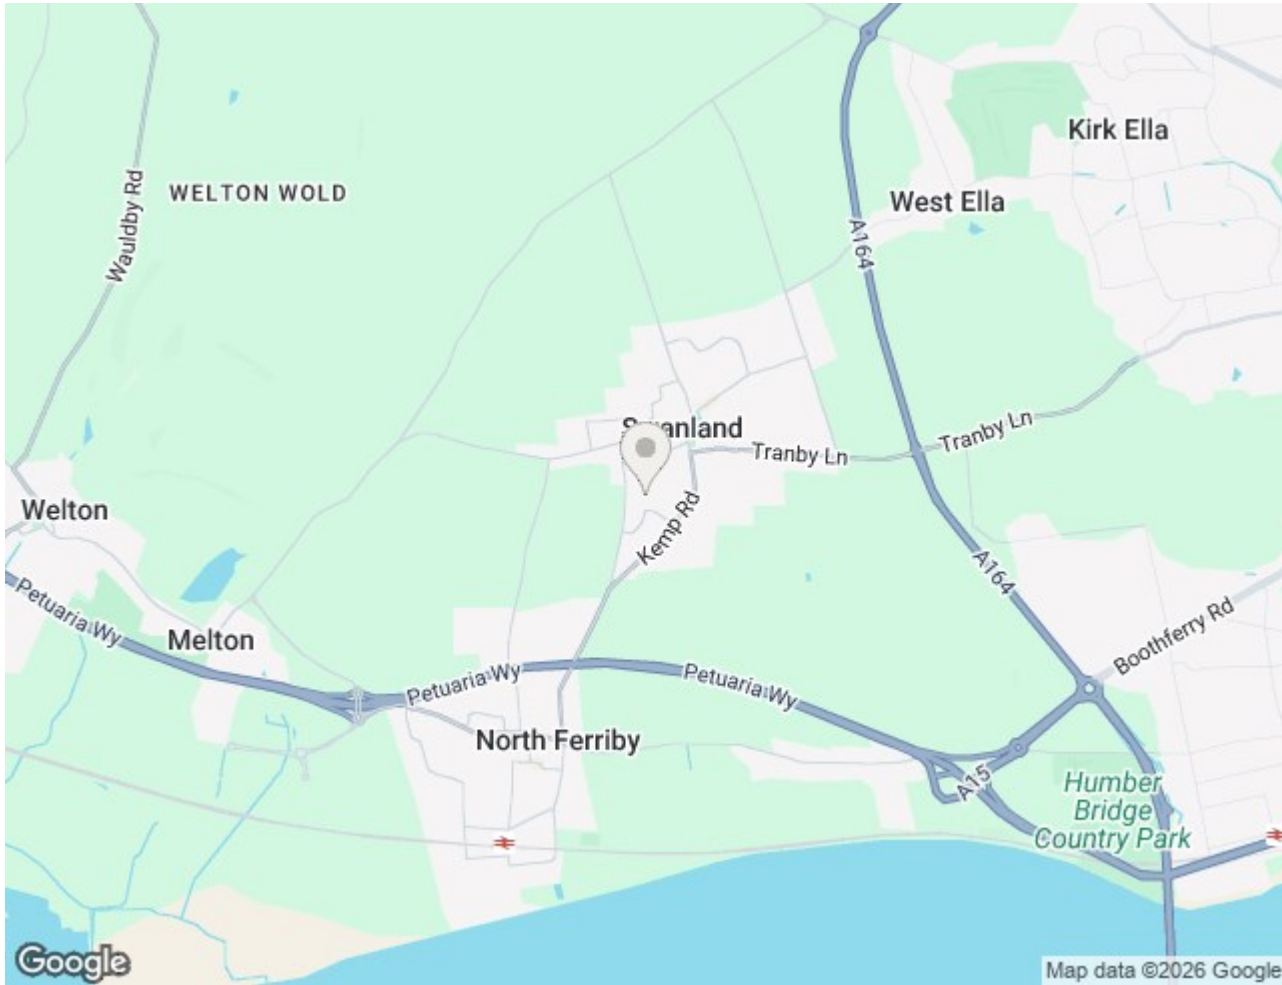 Kirk Ella
WELTON WOLD
West Ella
Wauldby Rd
A164
Swanland
Tranby Ln
Tranby Ln
Welton
Kemp Rd
A164
Petuaria Wy
Melton
Boothferry Rd
Petuaria Wy
Petuaria Wy
North Ferriby
A15
Humber
Bridge
Country Park
Google
Map data ©2026 Google